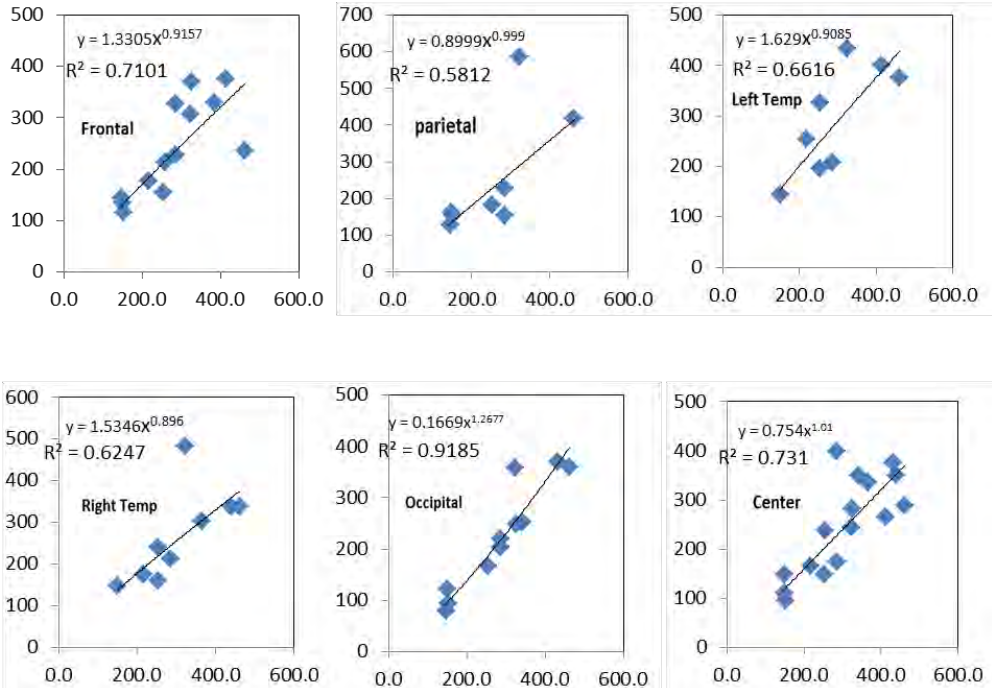 500
400
300
200
100
0
y = 1.3305x^0.9157
R² = 0.7101
Frontal
0.0 200.0 400.0 600.0
700
600
500
400
300
200
100
0
y = 0.8999x^0.999
R² = 0.5812
parietal
0.0 200.0 400.0 600.0
500
400
300
200
100
0
y = 1.629x^0.9085
R² = 0.6616
Left Temp
0.0 200.0 400.0 600.0
600
500
400
300
200
100
0
y = 1.5346x^0.896
R² = 0.6247
Right Temp
0.0 200.0 400.0 600.0
500
400
300
200
100
0
y = 0.1669x^1.2677
R² = 0.9185
Occipital
0.0 200.0 400.0 600.0
500
400
300
200
100
0
y = 0.754x^1.01
R² = 0.731
Center
0.0 200.0 400.0 600.0